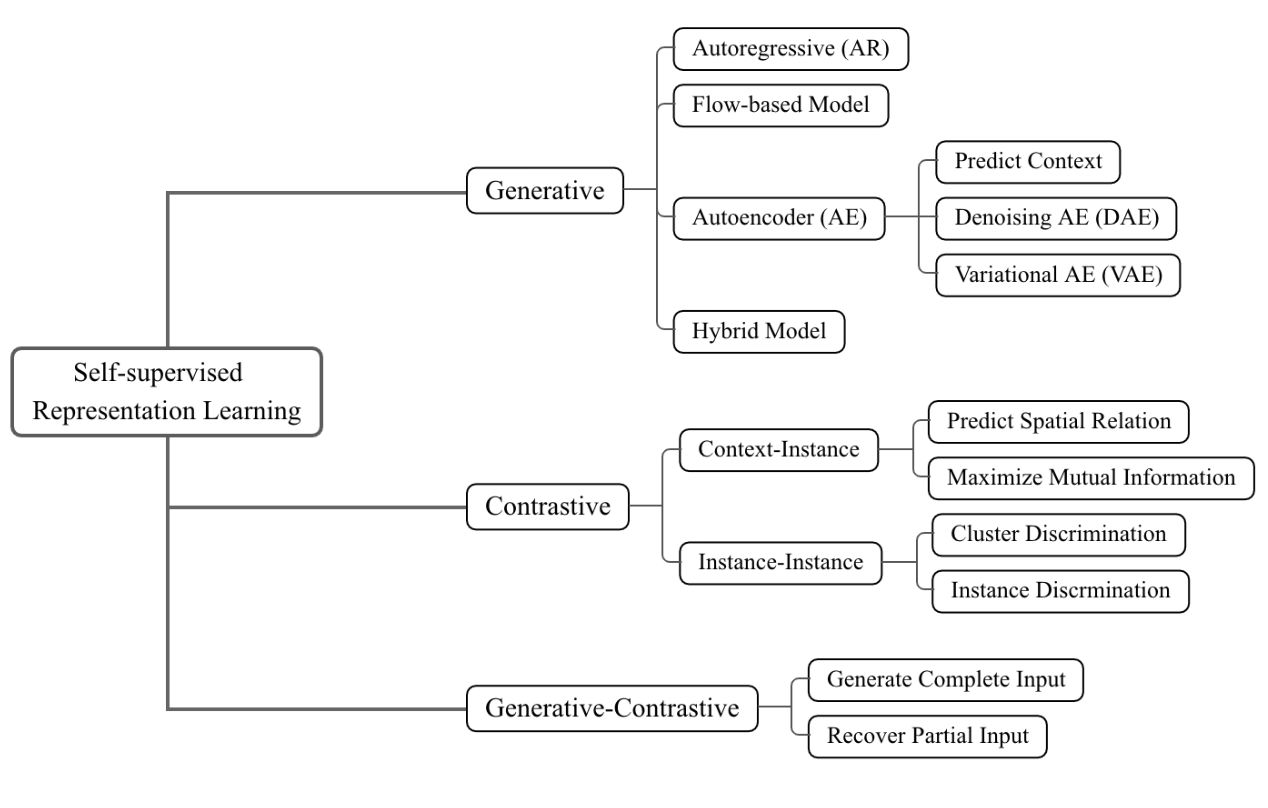 Self-supervised
Representation Learning
Generative
Autoregressive (AR)
Flow-based Model
Autoencoder (AE)
Predict Context
Denoising AE (DAE)
Variational AE (VAE)
Hybrid Model
Contrastive
Context-Instance
Predict Spatial Relation
Maximize Mutual Information
Instance-Instance
Cluster Discrimination
Instance Discrmination
Generative-Contrastive
Generate Complete Input
Recover Partial Input